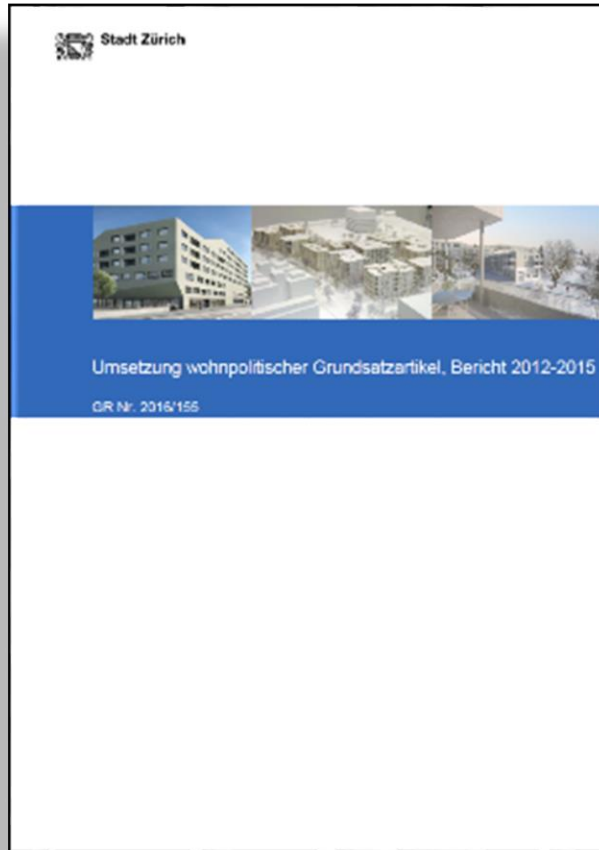 Stadt Zürich
Umsetzung wohnpolitischer Grundsatzartikel, Bericht 2012-2015
GR Nr. 2016/155